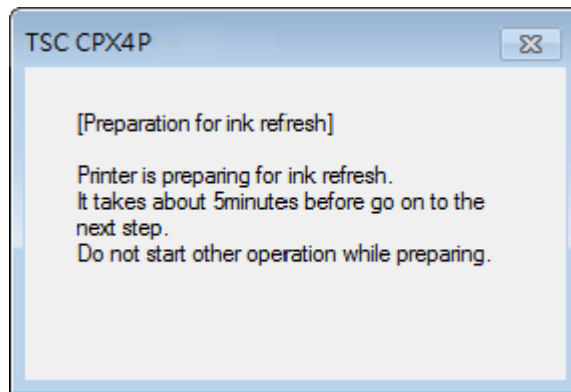 TSC CPX4P
[Preparation for ink refresh]
Printer is preparing for ink refresh.
It takes about 5minutes before go on to the
next step.
Do not start other operation while preparing.